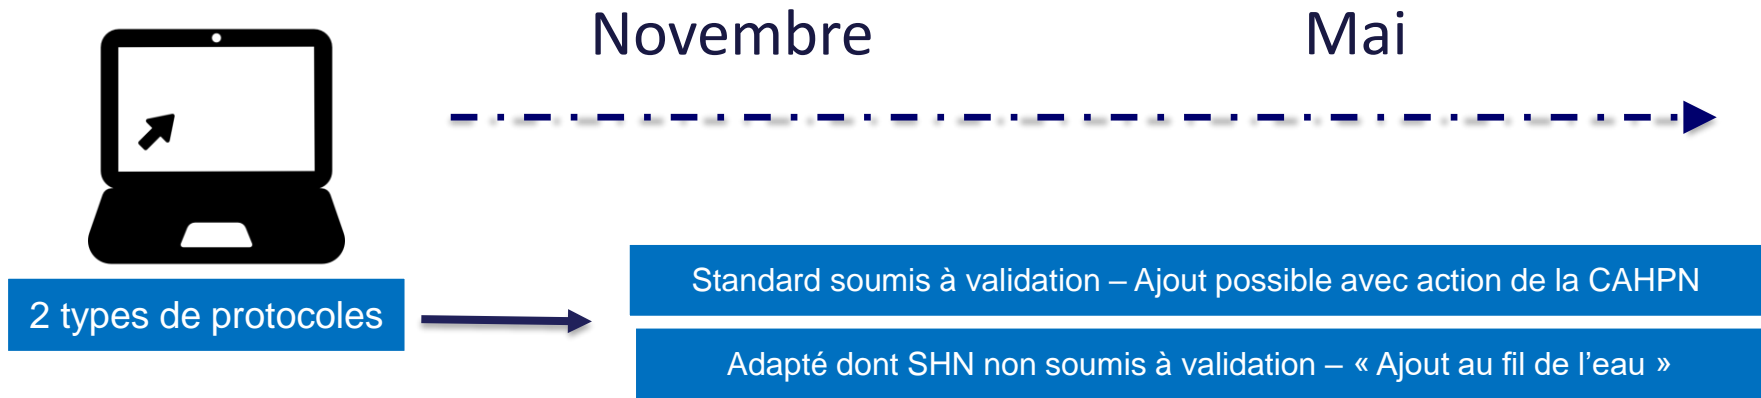 Novembre
Mai
2 types de protocoles
Standard soumis à validation – Ajout possible avec action de la CAHPN
Adapté dont SHN non soumis à validation – « Ajout au fil de l’eau »